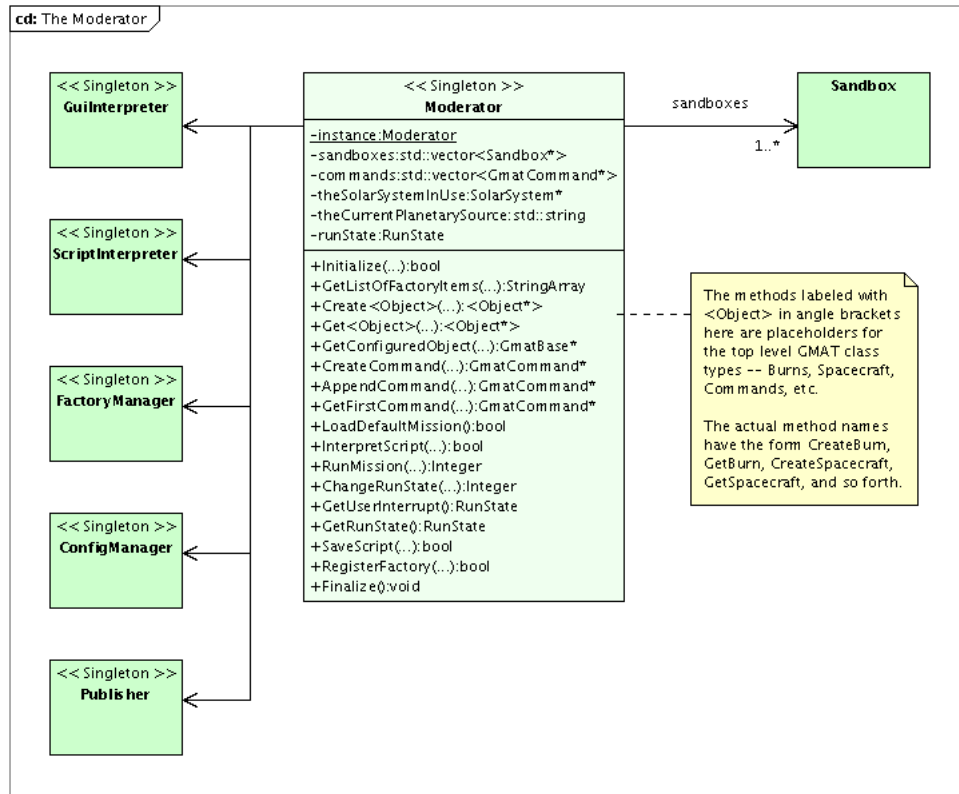 cd: The Moderator
<< Singleton >>
GuiInterpreter
<< Singleton >>
ScriptInterpreter
<< Singleton >>
FactoryManager
<< Singleton >>
ConfigManager
<< Singleton >>
Publisher
<< Singleton >>
Moderator
-instance:Moderator
-sandboxes:std::vector<Sandbox*>
-commands:std::vector<GmatCommand*>
-theSolarSystemInUse:SolarSystem*
-theCurrentPlanetarySource:std::string
-runState:RunState
+Initialize(...):bool
+GetListOfFactoryItems(...):StringArray
+Create<Object>(...):<Object*>
+Get<Object>(...):<Object*>
+GetConfiguredObject(...):GmatBase*
+CreateCommand(...):GmatCommand*
+AppendCommand(...):GmatCommand*
+GetFirstCommand(...):GmatCommand*
+LoadDefaultMission():bool
+InterpretScript(...):bool
+RunMission(...):Integer
+ChangeRunState(...):Integer
+GetUserInterrupt():RunState
+GetRunState():RunState
+SaveScript(...):bool
+RegisterFactory(...):bool
+Finalize():void
sandboxes
1..*
Sandbox
The methods labeled with
<Object> in angle brackets
here are placeholders for
the top level GMAT class
types -- Burns, Spacecraft,
Commands, etc.
The actual method names
have the form CreateBurn,
GetBurn, CreateSpacecraft,
GetSpacecraft, and so forth.